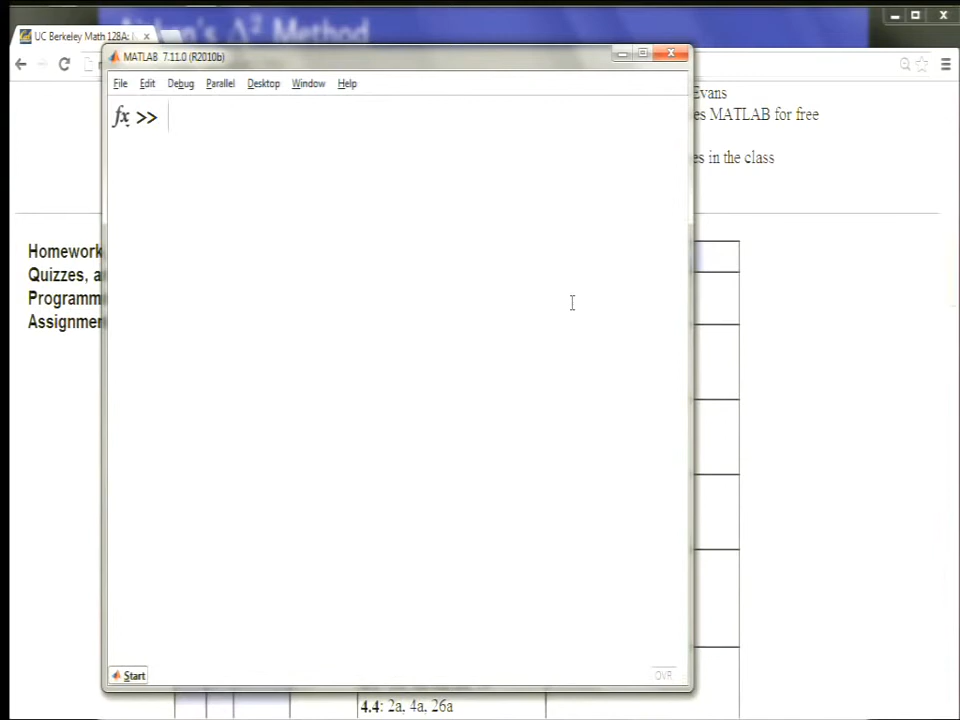 UC Berkeley Math 128A:
Method
MATLAB 7.11.0 (R2010b)
File Edit Debug Parallel Desktop Window Help
fx >>
Evans
es MATLAB for free
es in the class
Homework
Quizzes, a
Programm
Assignmen
Start
OVR
4.4: 2a, 4a, 26a